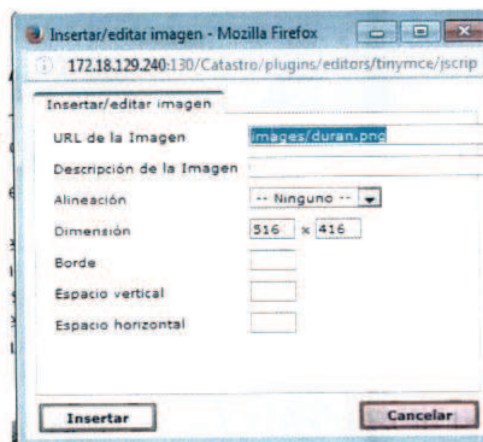 Insertar/editar imagen - Mozilla Firefox
172.18.129.240:130/Catastro/plugins/editors/tinymce/jscrip
Insertar/editar imagen
URL de la Imagen images/duran.png
Descripción de la Imagen
Alineación -- Ninguno --
Dimensión 516 x 416
Borde
Espacio vertical
Espacio horizontal
Insertar Cancelar